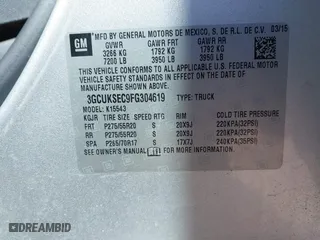 GM
MFD BY GENERAL MOTORS DE MEXICO, S. DE R.L. DE C.V. 03/15
GVWR GAWR FRT GAWR RR
3266 KG 1792 KG 1792 KG
7200 LB 3950 LB 3950 LB
THIS VEHICLE CONFORMS TO ALL APPLICABLE U.S. FEDERAL MOTOR
VEHICLE SAFETY STANDARDS IN EFFECT ON THE DATE OF
MANUFACTURE SHOWN ABOVE.
3GCUKSEC9FG304619 TYPE: TRUCK
MODEL: K15543
KGJR TIRE SIZE SPEED RTG RIM COLD TIRE PRESSURE
FRT P275/55R20 S 20X9J 220KPA(32PSI)
RR P275/55R20 S 20X9J 220KPA(32PSI)
SPA P265/70R17 S 17X7J 240KPA(35PSI)
SEE OWNERS MANUAL FOR ADDITIONAL INFORMATION.